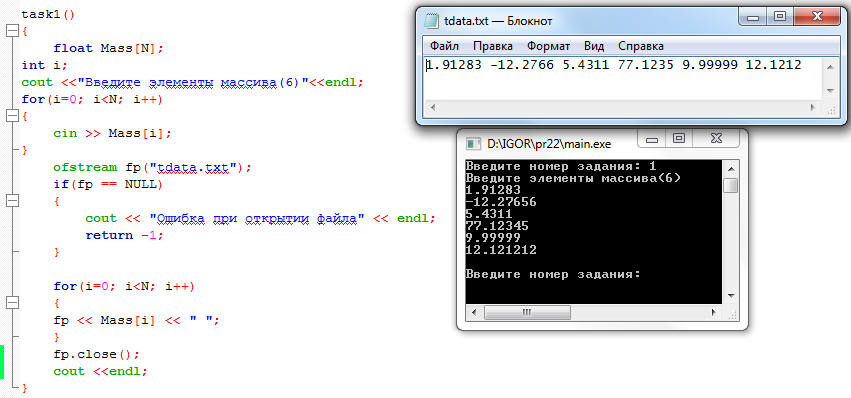 task1()
{
float Mass[N];
int i;
cout <<"Введите элементы массива(6)"<<endl;
for(i=0; i<N; i++)
{
cin >> Mass[i];
}
ofstream fp("tdata.txt");
if(fp == NULL)
{
cout << "Ошибка при открытии файла" << endl;
return -1;
}
for(i=0; i<N; i++)
{
fp << Mass[i] << " ";
}
fp.close();
cout <<endl;
}
tdata.txt — Блокнот
Файл Правка Формат Вид Справка
1.91283 -12.2766 5.4311 77.1235 9.99999 12.1212
D:\IGOR\pr22\main.exe
Введите номер задания: 1
Введите элементы массива(6)
1.91283
-12.27656
5.4311
77.12345
9.99999
12.121212
Введите номер задания: